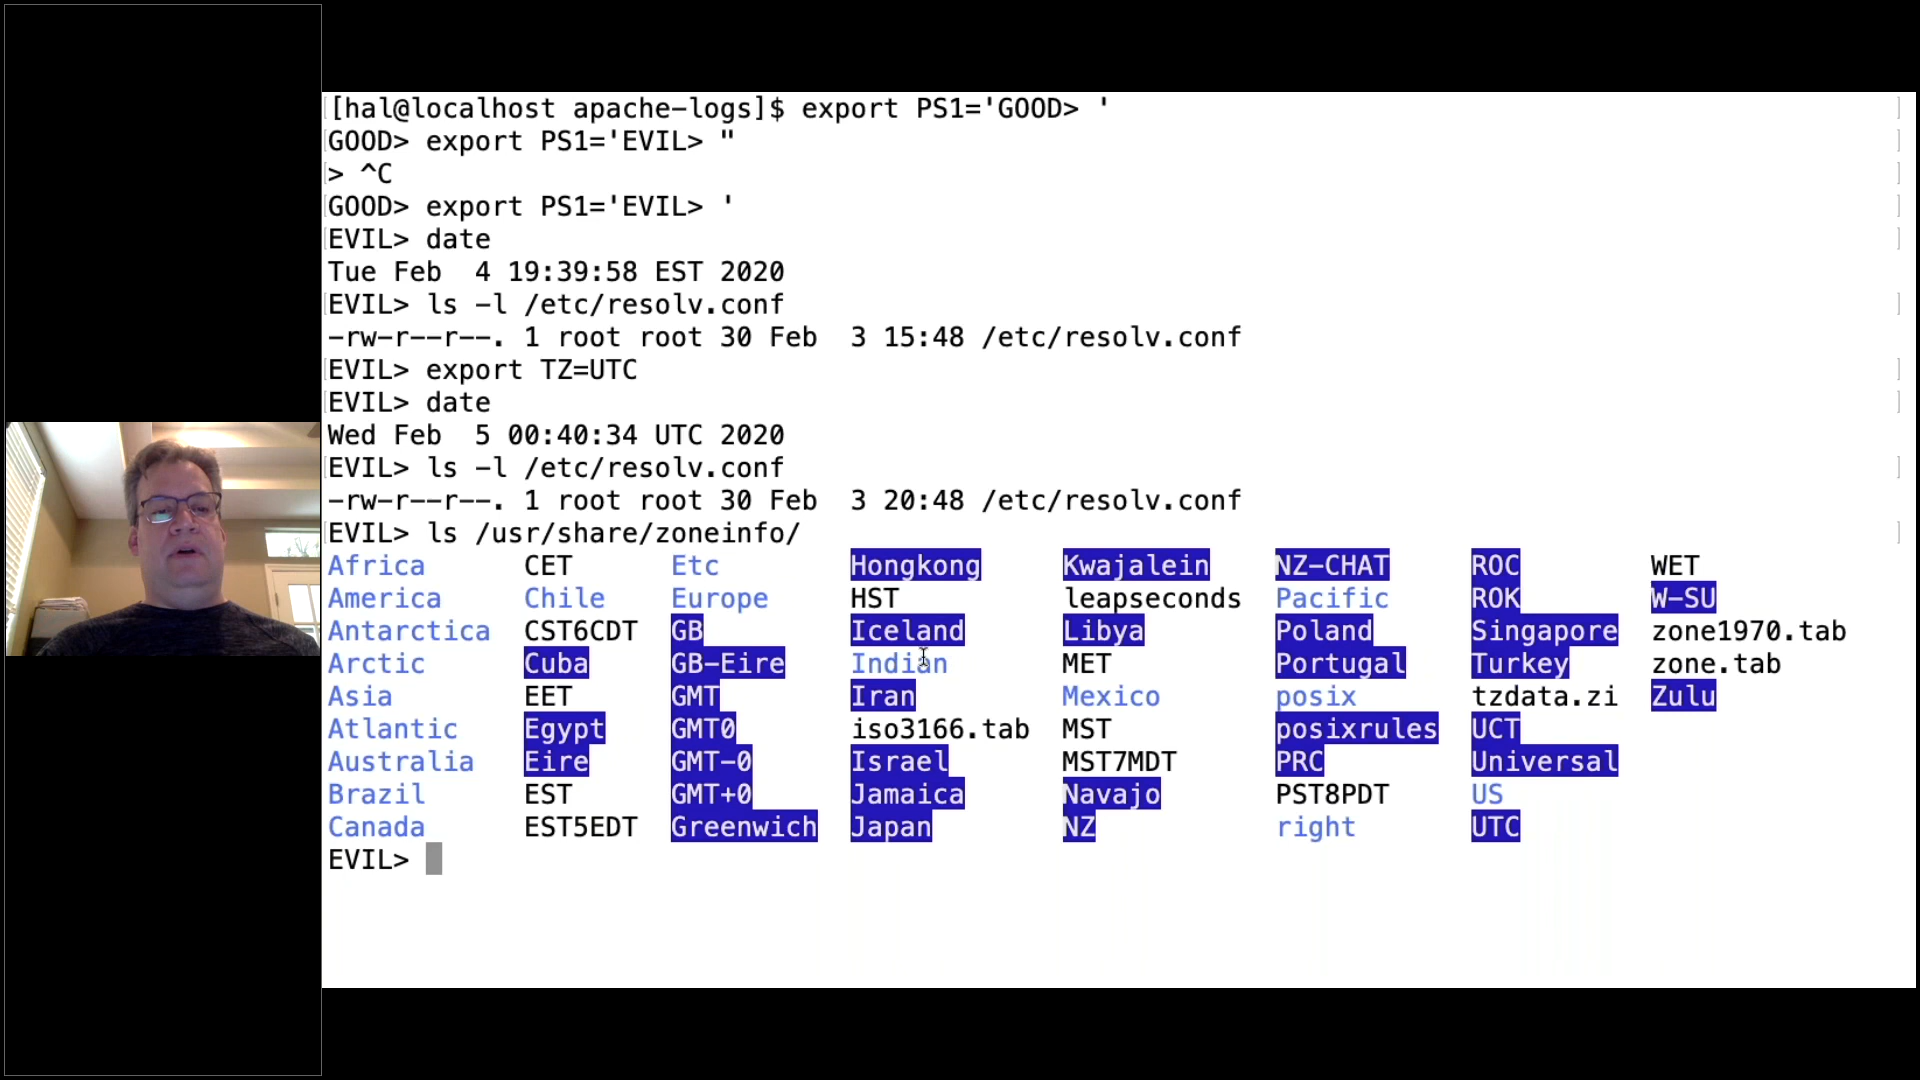 [hal@localhost apache-logs]$ export PS1='GOOD> '
GOOD> export PS1='EVIL> "
> ^C
GOOD> export PS1='EVIL> '
EVIL> date
Tue Feb  4 19:39:58 EST 2020
EVIL> ls -l /etc/resolv.conf
-rw-r--r--. 1 root root 30 Feb  3 15:48 /etc/resolv.conf
EVIL> export TZ=UTC
EVIL> date
Wed Feb  5 00:40:34 UTC 2020
EVIL> ls -l /etc/resolv.conf
-rw-r--r--. 1 root root 30 Feb  3 20:48 /etc/resolv.conf
EVIL> ls /usr/share/zoneinfo/
Africa CET Etc Hongkong Kwajalein NZ-CHAT ROC WET
America Chile Europe HST leapseconds Pacific ROK W-SU
Antarctica CST6CDT GB Iceland Libya Poland Singapore zone1970.tab
Arctic Cuba GB-Eire Indian MET Portugal Turkey zone.tab
Asia EET GMT Iran Mexico posix tzdata.zi Zulu
Atlantic Egypt GMT0 iso3166.tab MST posixrules UCT
Australia Eire GMT-0 Israel MST7MDT PRC Universal
Brazil EST GMT+0 Jamaica Navajo PST8PDT US
Canada EST5EDT Greenwich Japan NZ right UTC
EVIL>